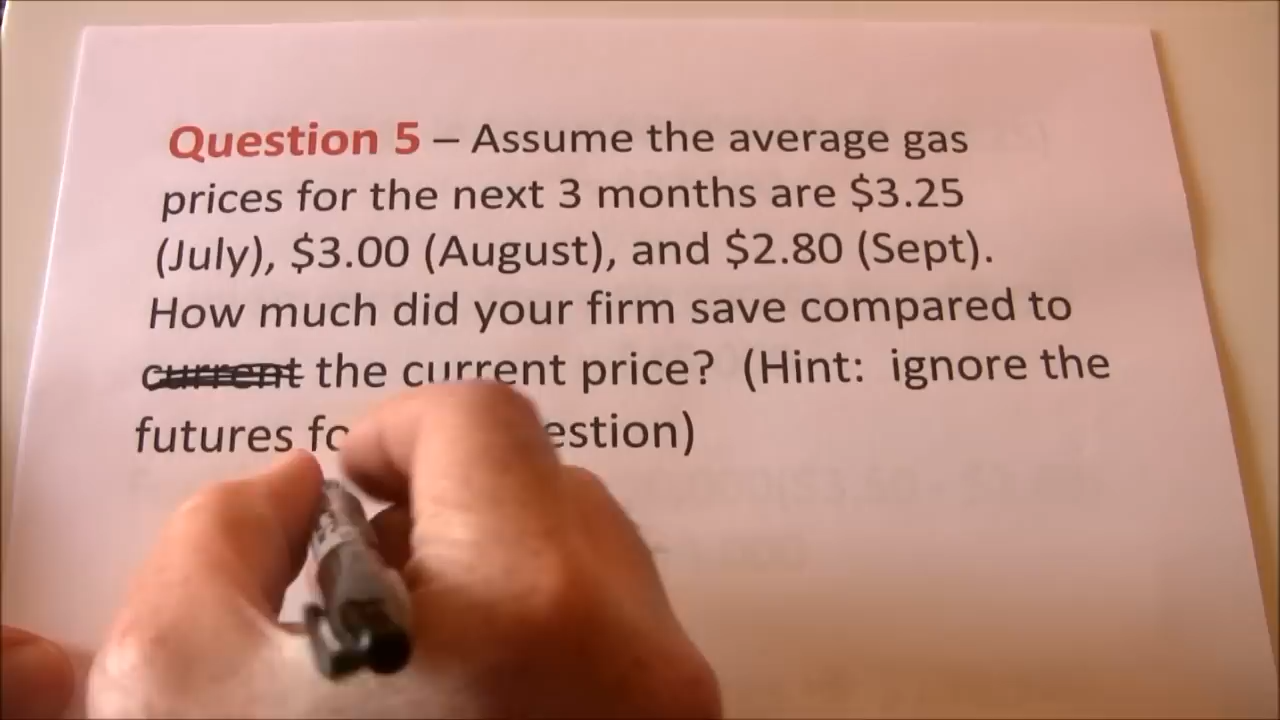 Question 5 – Assume the average gas
prices for the next 3 months are $3.25
(July), $3.00 (August), and $2.80 (Sept).
How much did your firm save compared to
current the current price? (Hint: ignore the
futures